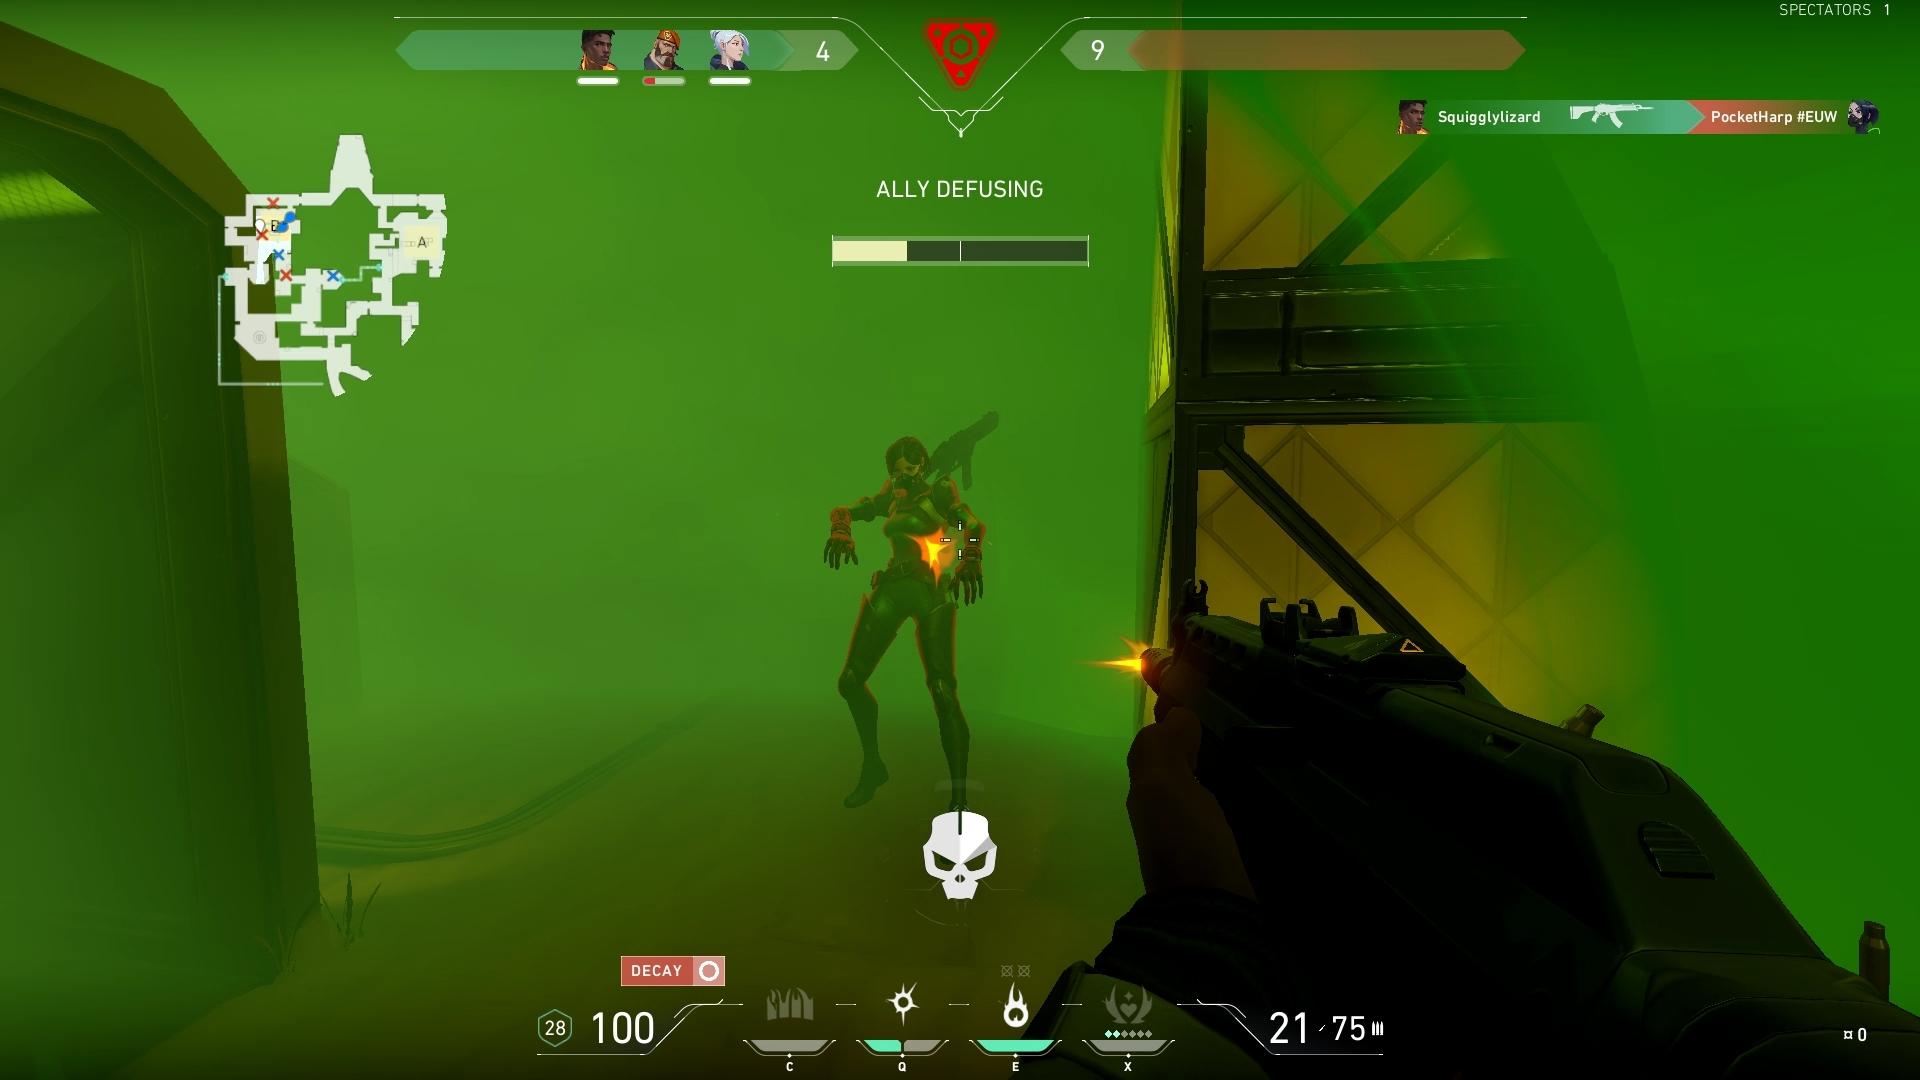 SPECTATORS 1
4
9
Squigglylizard PocketHarp #EUW
ALLY DEFUSING
B
A
DECAY
28 100
21 / 75
¤ 0
C Q E X